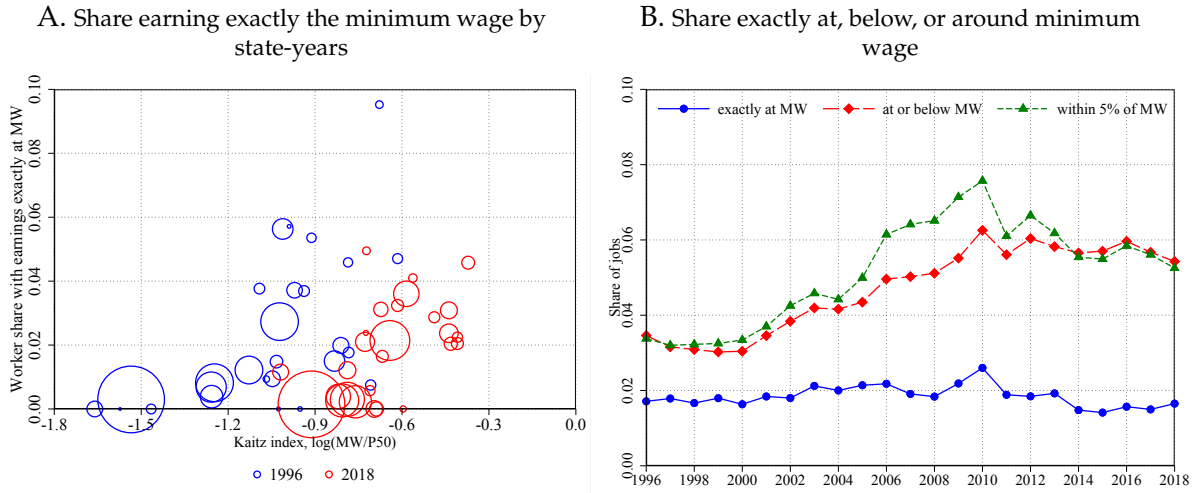 A. Share earning exactly the minimum wage by
state-years
Worker share with earnings exactly at MW
0.10
0.08
0.06
0.04
0.02
0.00
-1.8
-1.5
-1.2
-0.9
-0.6
-0.3
0.0
Kaitz index, log(MW/P50)
1996
2018
B. Share exactly at, below, or around minimum
wage
exactly at MW
at or below MW
within 5% of MW
Share of jobs
0.10
0.08
0.06
0.04
0.02
0.00
1996 1998 2000 2002 2004 2006 2008 2010 2012 2014 2016 2018